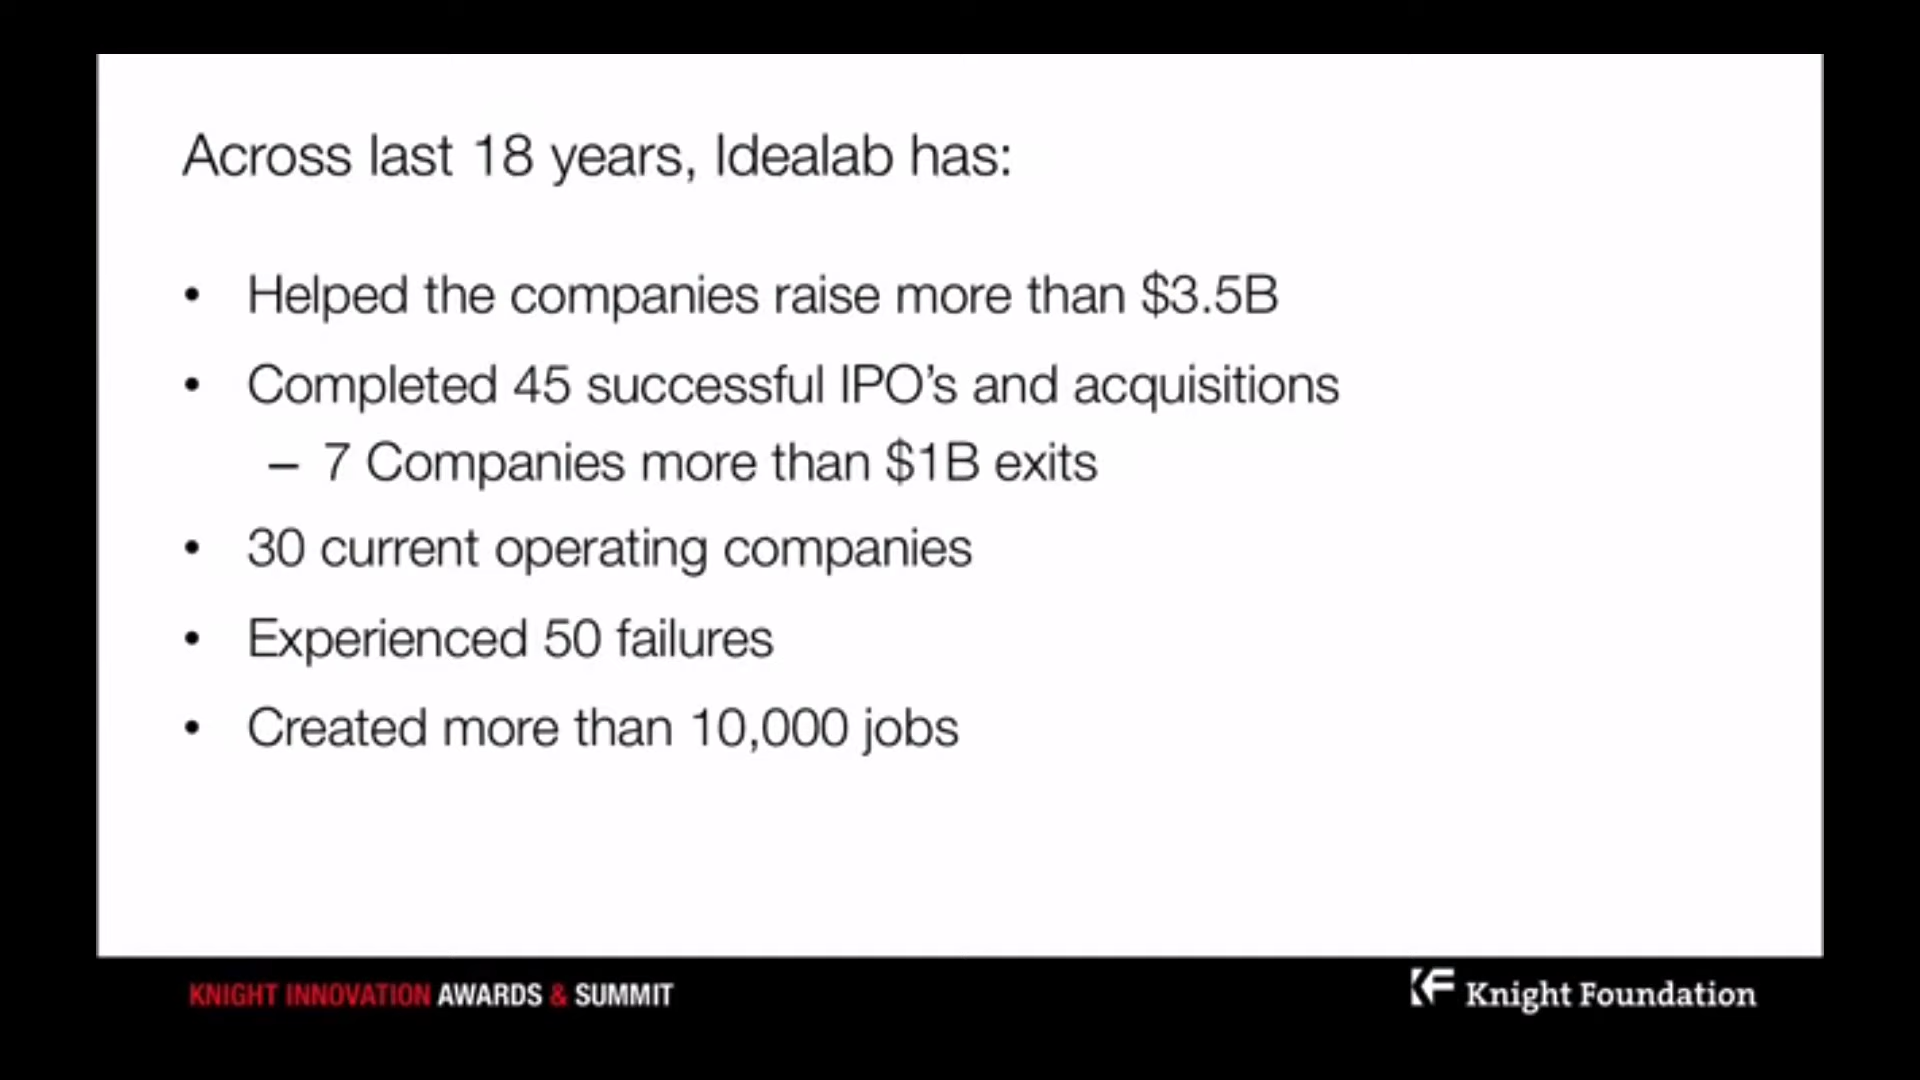 Across last 18 years, Idealab has:
• Helped the companies raise more than $3.5B
• Completed 45 successful IPO's and acquisitions
– 7 Companies more than $1B exits
• 30 current operating companies
• Experienced 50 failures
• Created more than 10,000 jobs
KNIGHT INNOVATION AWARDS & SUMMIT
KF Knight Foundation